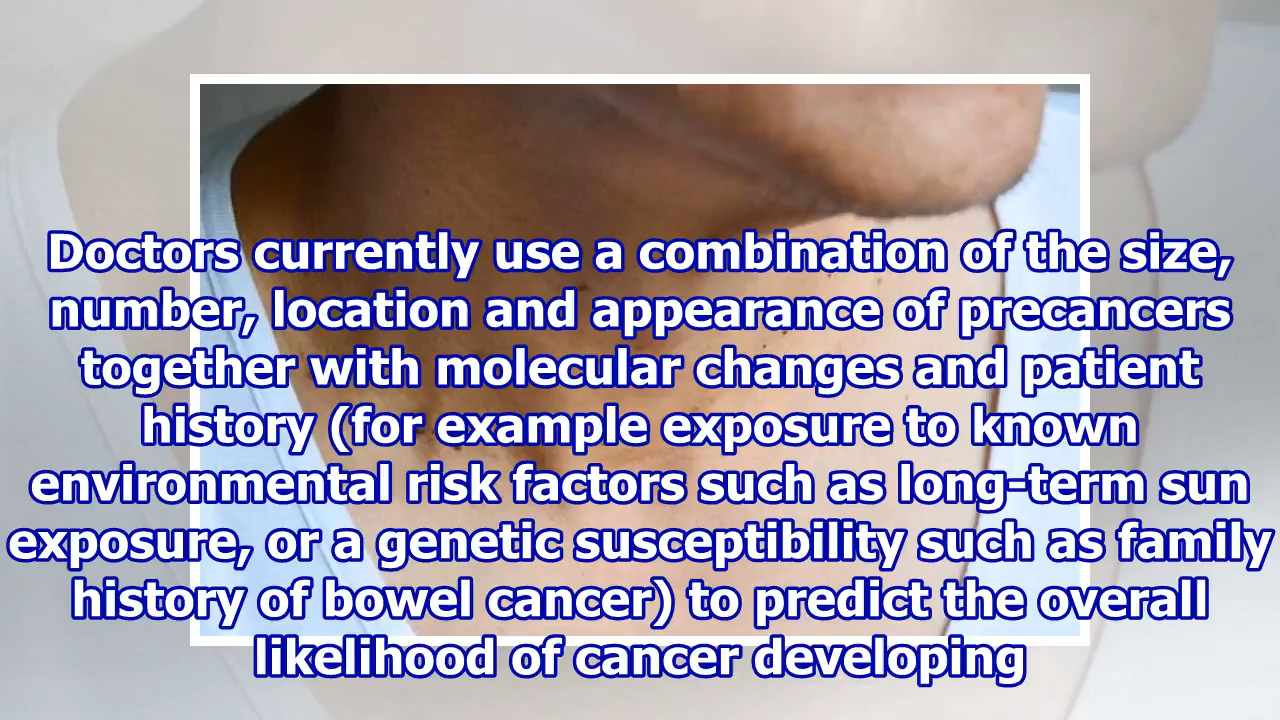 Doctors currently use a combination of the size,
number, location and appearance of precancers
together with molecular changes and patient
history (for example exposure to known
environmental risk factors such as long-term sun
exposure, or a genetic susceptibility such as family
history of bowel cancer) to predict the overall
likelihood of cancer developing